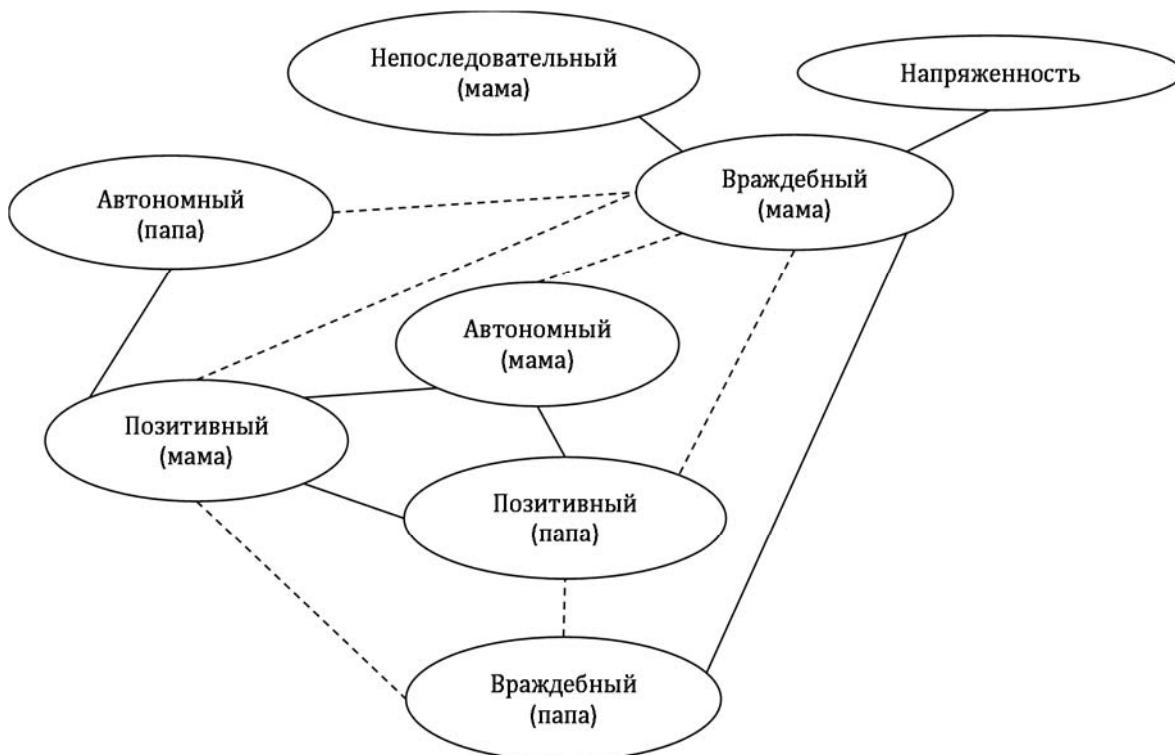 Непоследовательный
(мама)
Напряженность
Враждебный
(мама)
Автономный
(папа)
Автономный
(мама)
Позитивный
(мама)
Позитивный
(папа)
Враждебный
(папа)